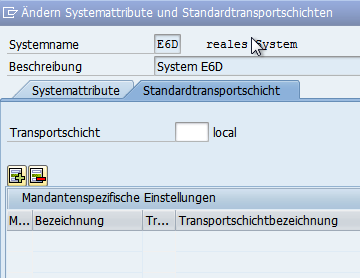 Ändern Systemattribute und Standardtransportschichten
Systemname E6D reales System
Beschreibung System E6D
Systemattribute Standardtransportschicht
Transportschicht local
Mandantenspezifische Einstellungen
M... Bezeichnung Tr... Transportschichtbezeichnung